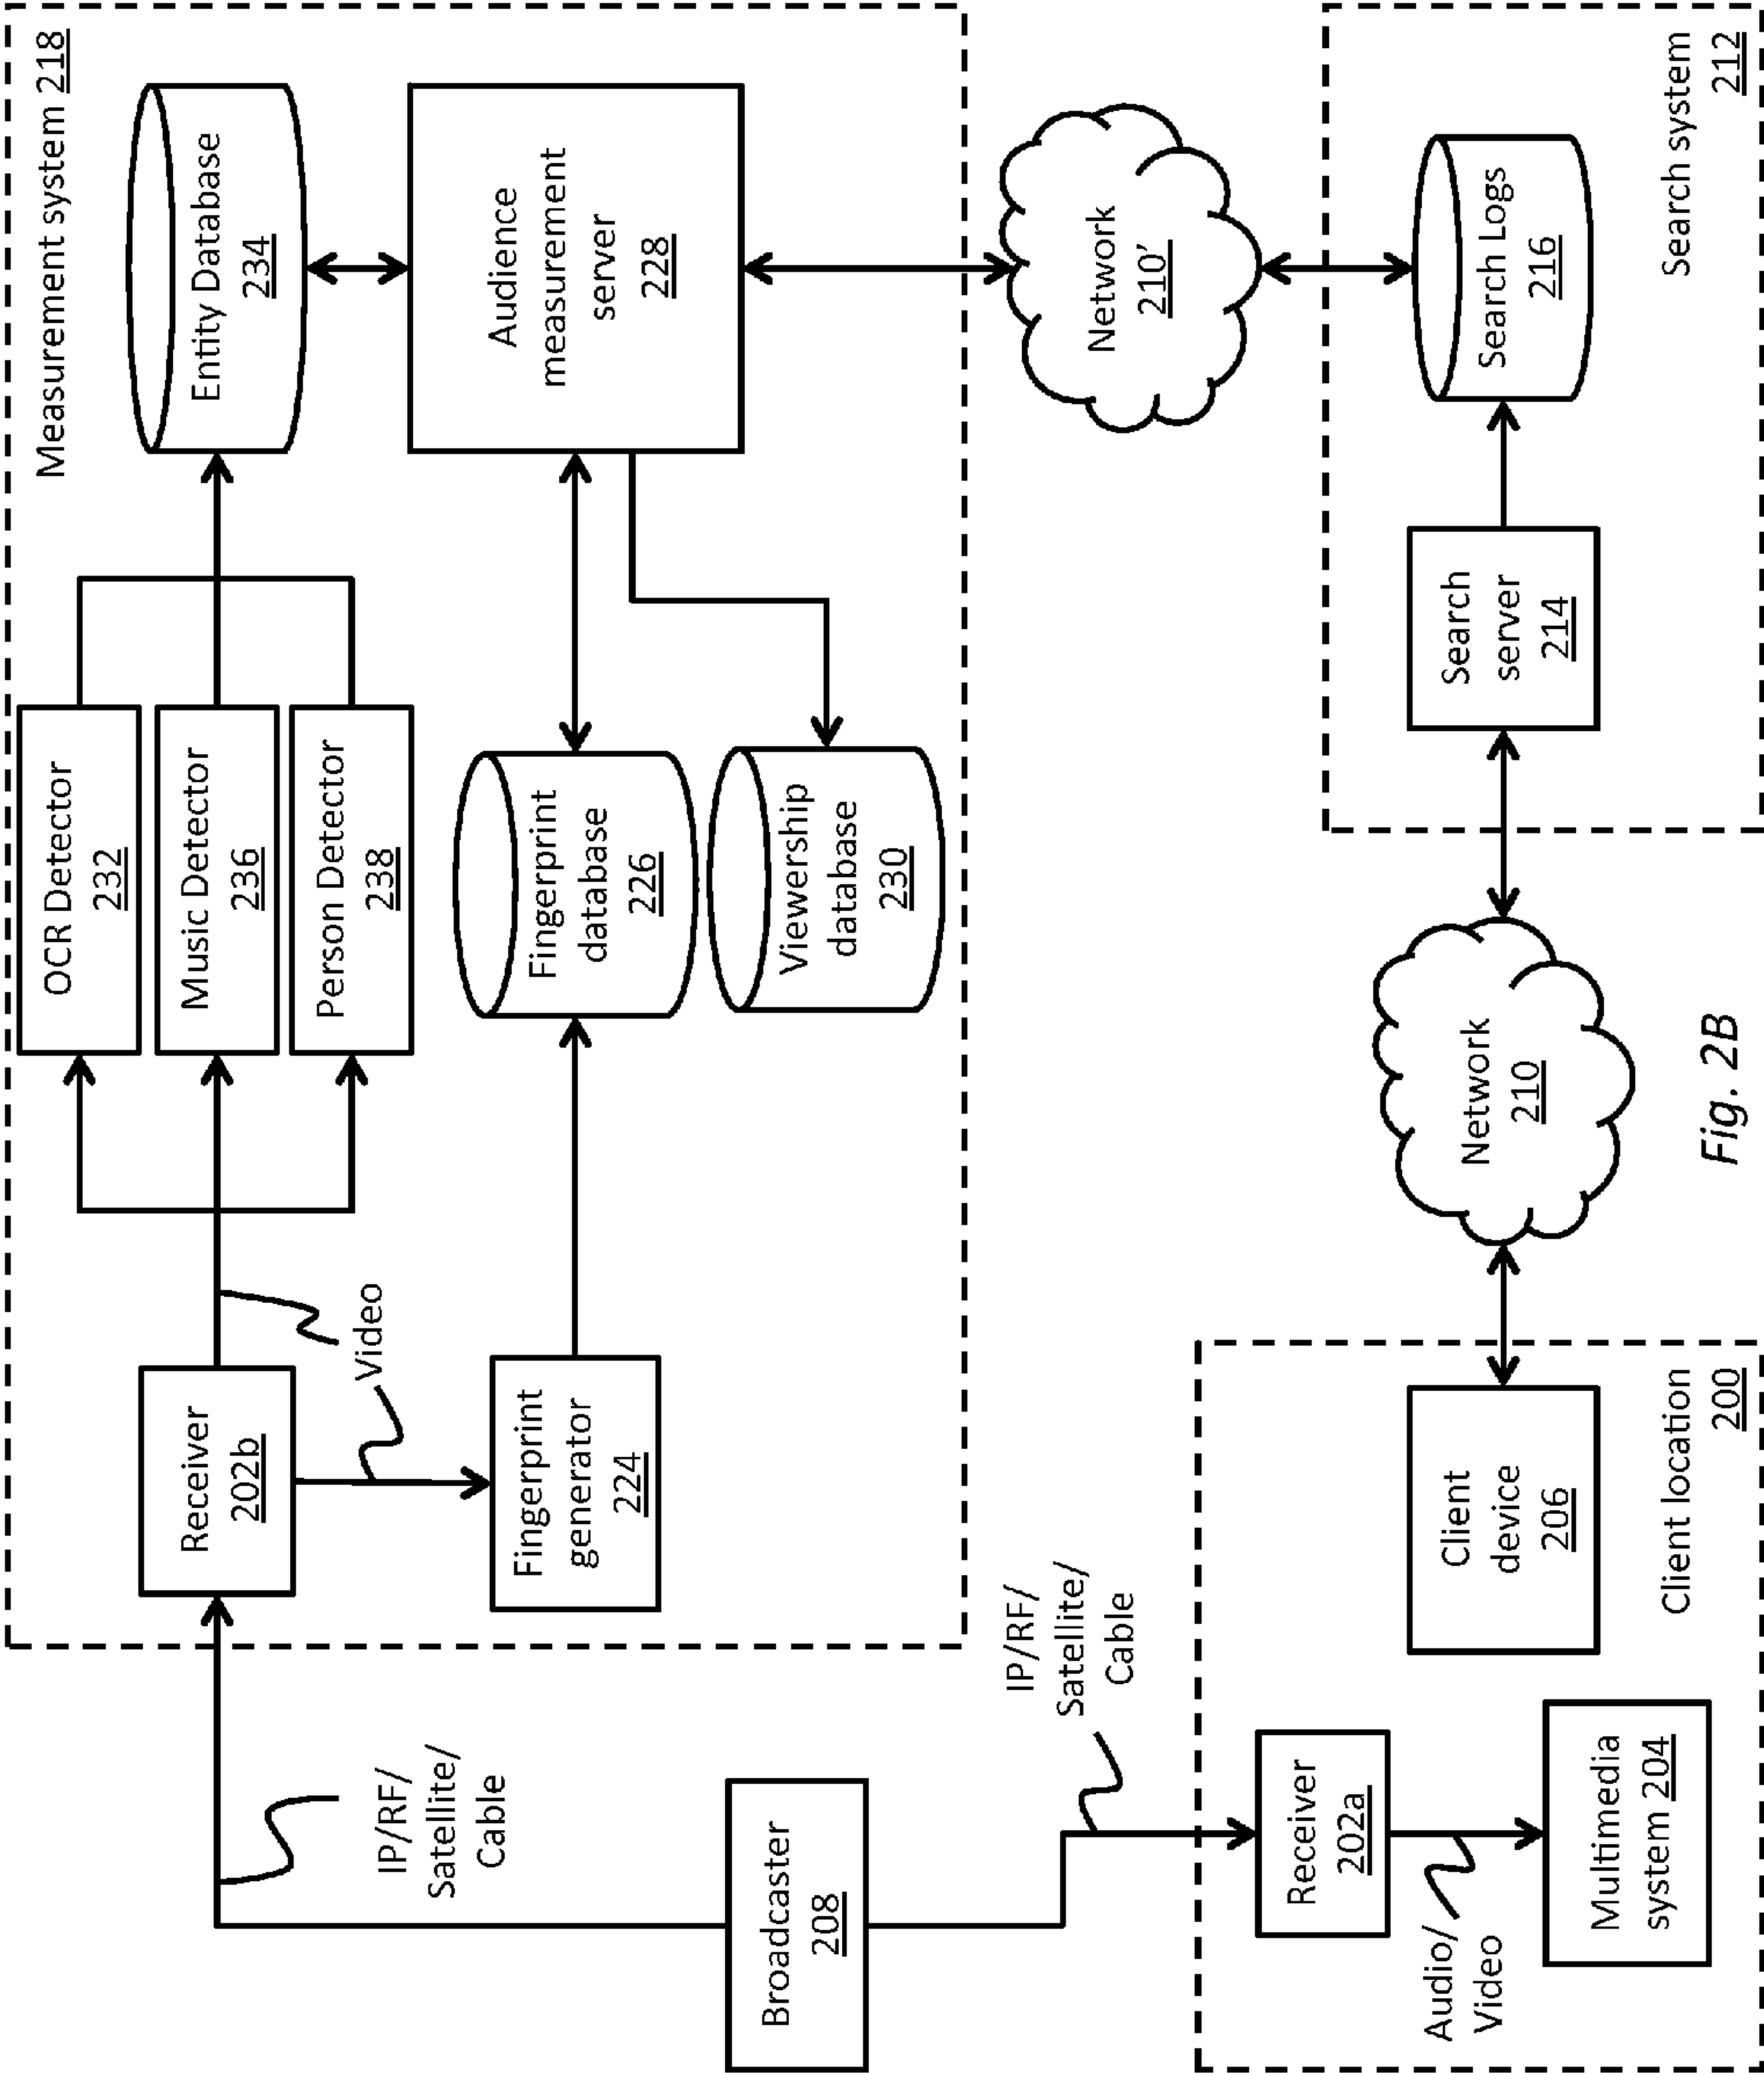 Measurement system 218
OCR Detector
232
Music Detector
236
Person Detector
238
Entity Database
234
Receiver
202b
Video
Fingerprint
generator
224
Fingerprint
database
226
Viewership
database
230
Audience
measurement
server
228
IP/RF/
Satellite/
Cable
Broadcaster
208
IP/RF/
Satellite/
Cable
Network
210’
Receiver
202a
Audio/
Video
Multimedia
system 204
Client
device
206
Client location
200
Network
210
Search
server
214
Search Logs
216
Search system
212
Fig. 2B